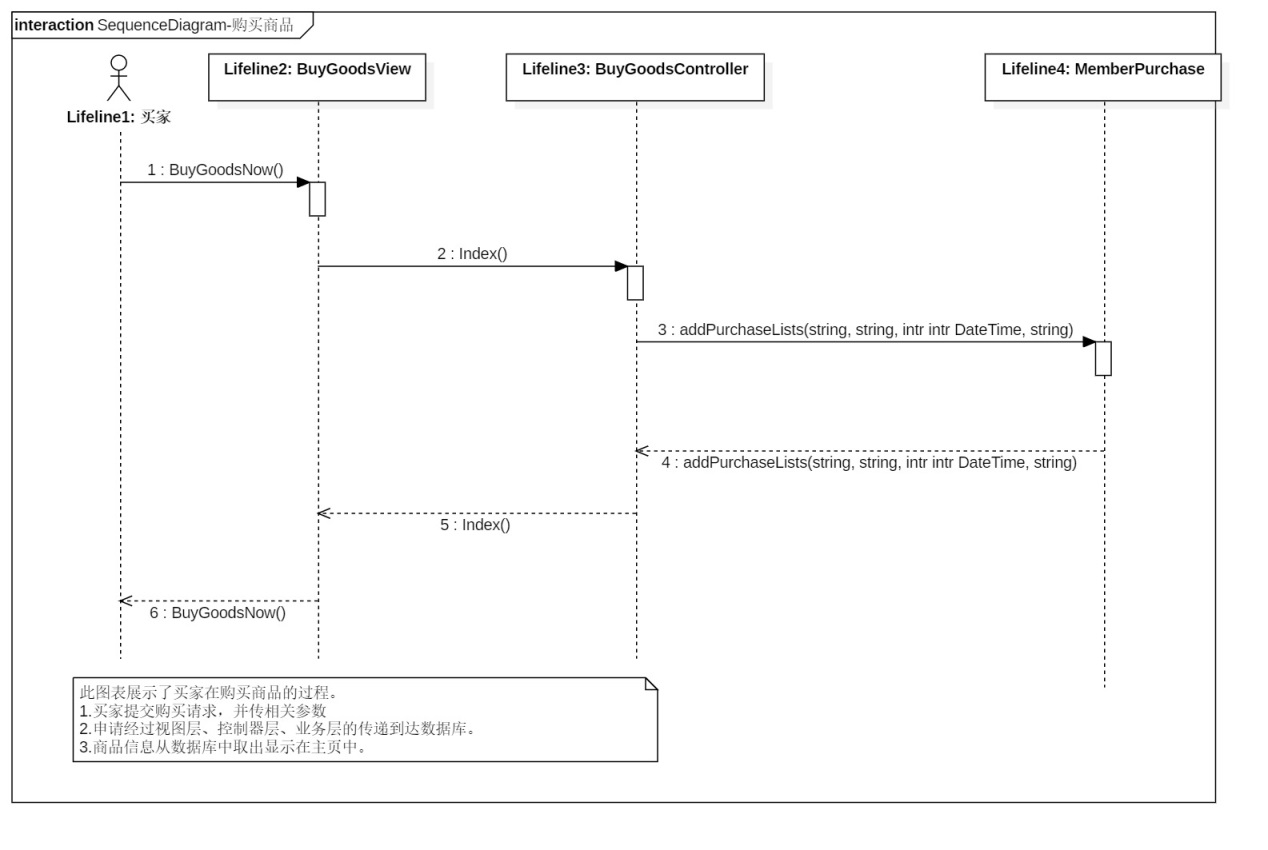 interaction SequenceDiagram-购买商品
Lifeline1: 买家
Lifeline2: BuyGoodsView
Lifeline3: BuyGoodsController
Lifeline4: MemberPurchase
1 : BuyGoodsNow()
2 : Index()
3 : addPurchaseLists(string, string, intr intr DateTime, string)
4 : addPurchaseLists(string, string, intr intr DateTime, string)
5 : Index()
6 : BuyGoodsNow()
此图表展示了买家在购买商品的过程。
1.买家提交购买请求，并传相关参数
2.申请经过视图层、控制器层、业务层的传递到达数据库。
3.商品信息从数据库中取出显示在主页中。